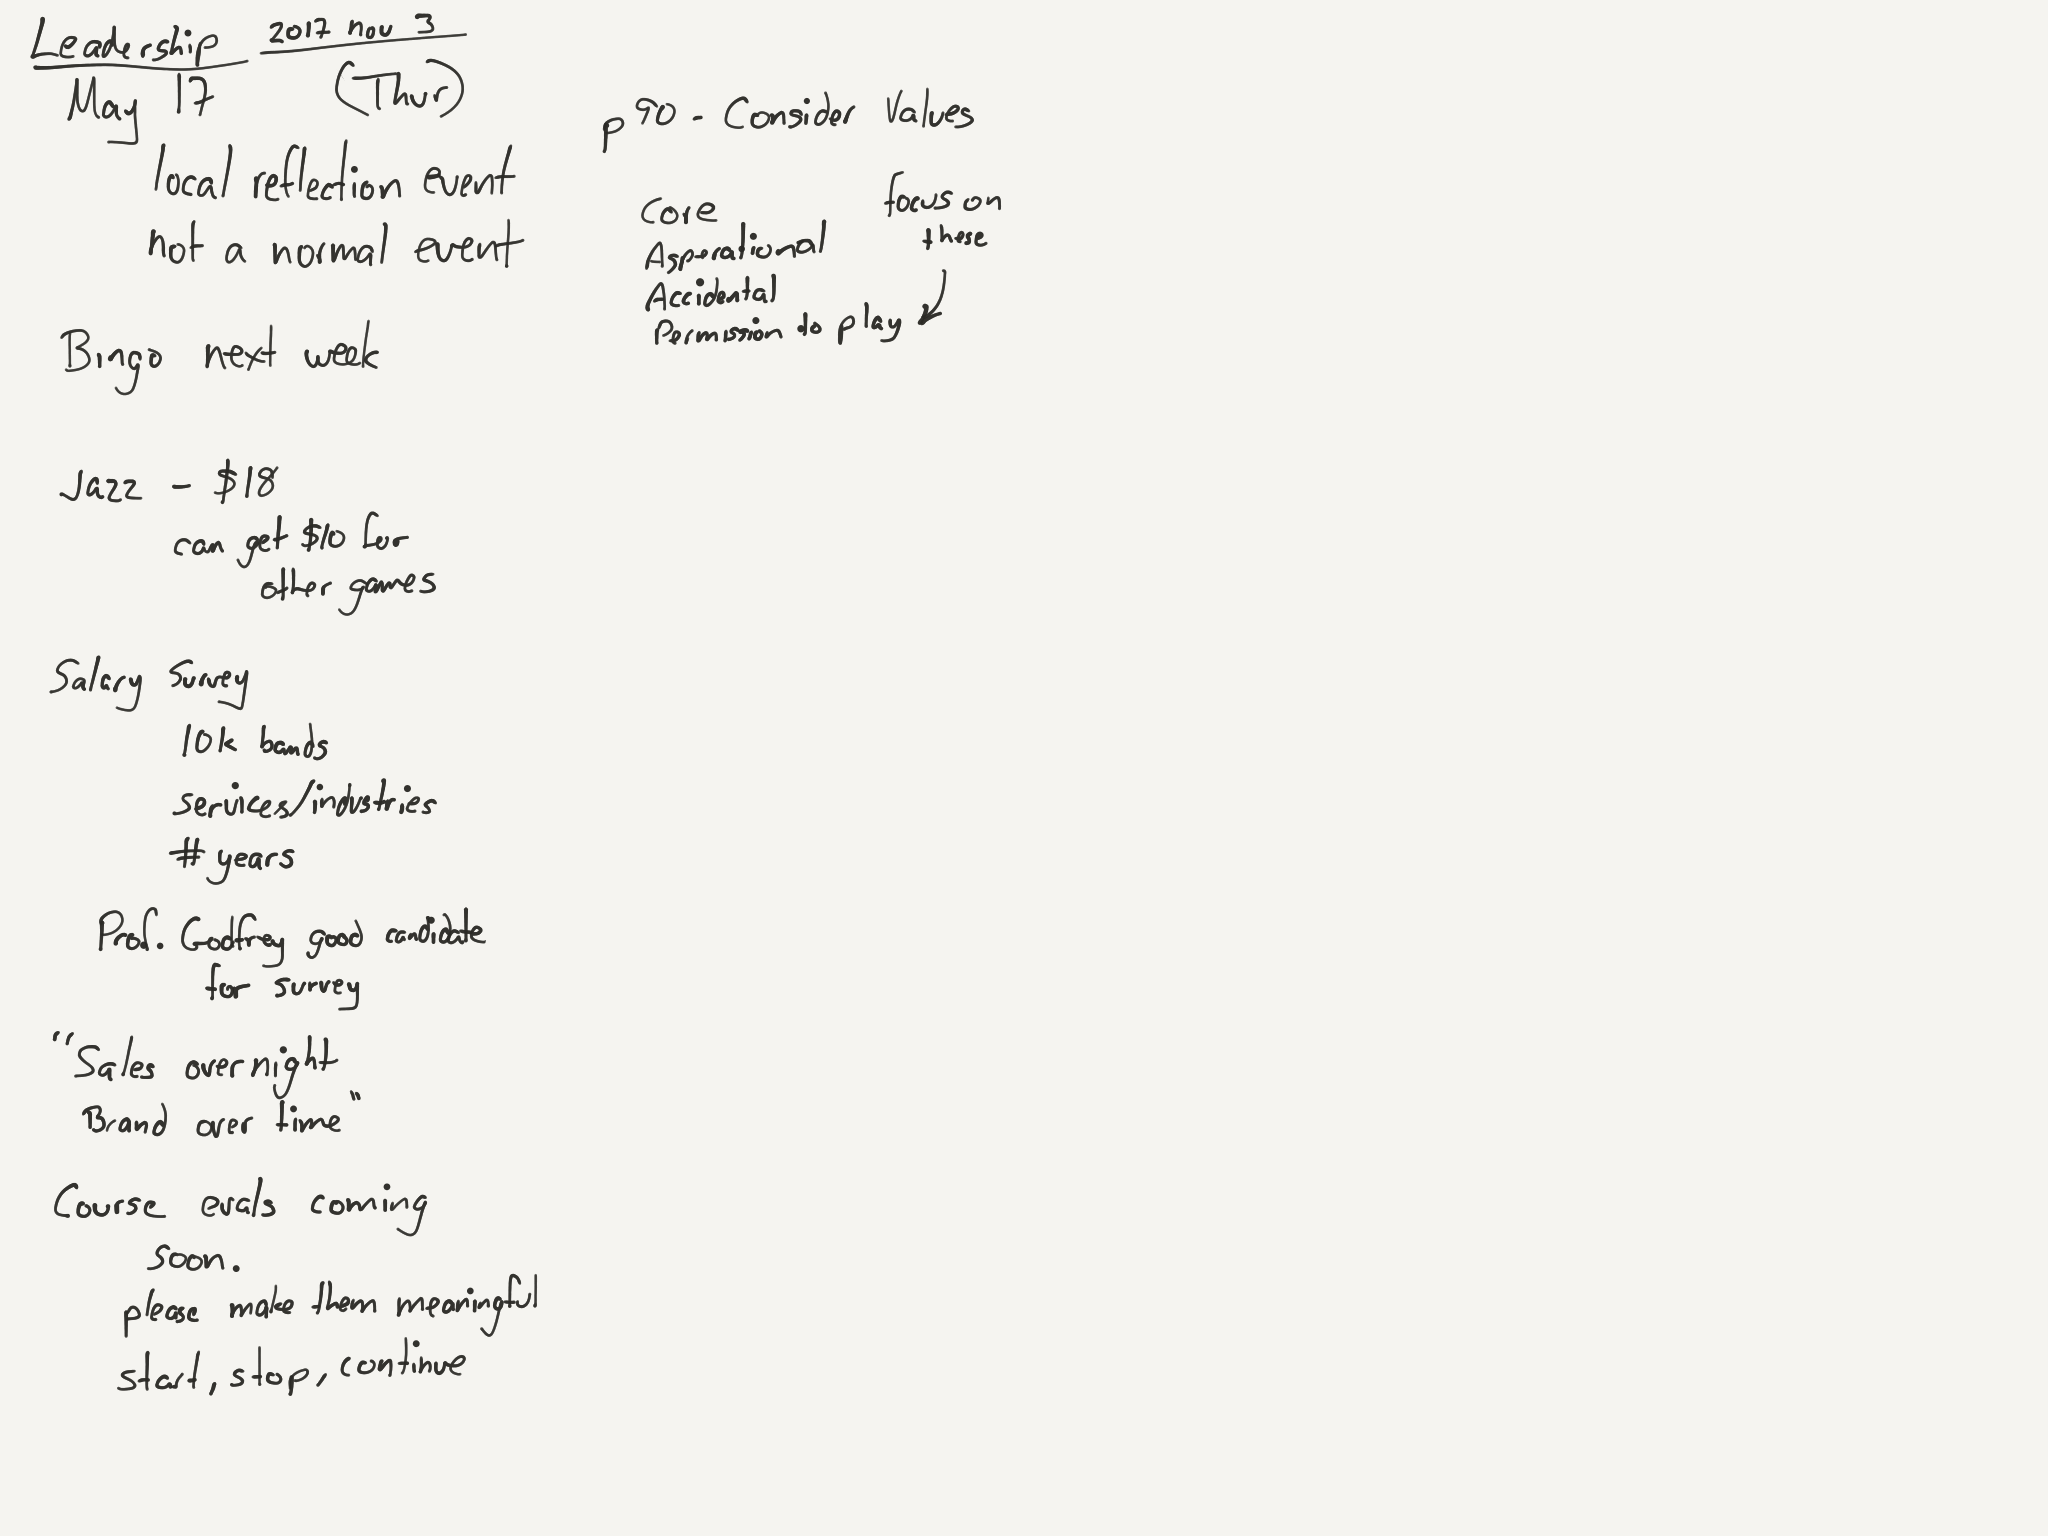 Leadership 2017 nov 3
May 17 (Thur)
local reflection event
not a normal event
Bingo next week
Jazz - $18
can get $10 for
other games
Salary Survey
10k bands
services/industries
# years
Prof. Godfrey good candidate
for survey
"Sales overnight
Brand over time"
Course evals coming
soon.
please make them meaningful
start, stop, continue
p 90 - Consider Values
Core
Asperational
Accidental
Permission to play
focus on
these